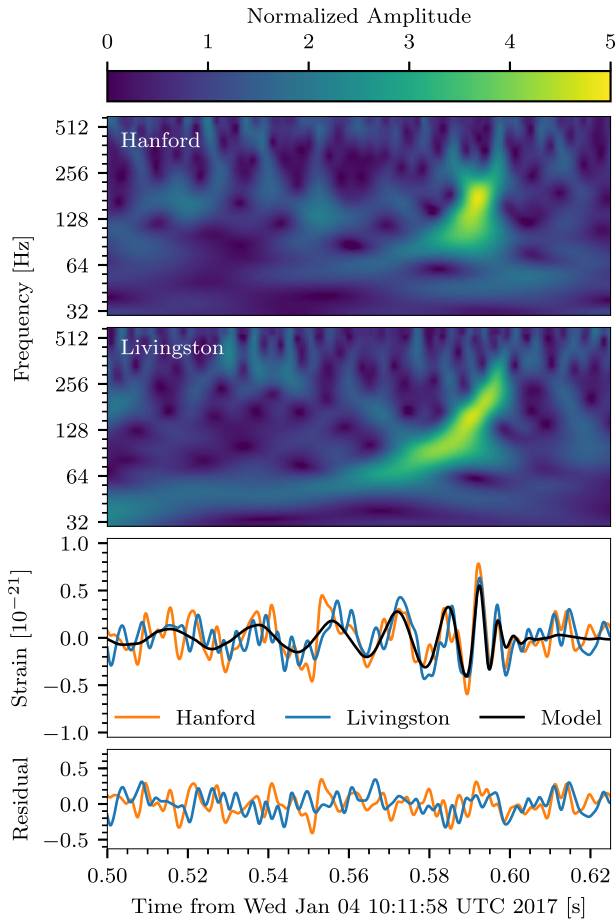 Normalized Amplitude
0 1 2 3 4 5
Hanford
512
256
128
64
32
Frequency [Hz]
Livingston
512
256
128
64
32
1.0
0.5
0.0
−0.5
−1.0
Strain [10⁻²¹]
Hanford Livingston Model
0.5
0.0
−0.5
Residual
0.50 0.52 0.54 0.56 0.58 0.60 0.62
Time from Wed Jan 04 10:11:58 UTC 2017 [s]